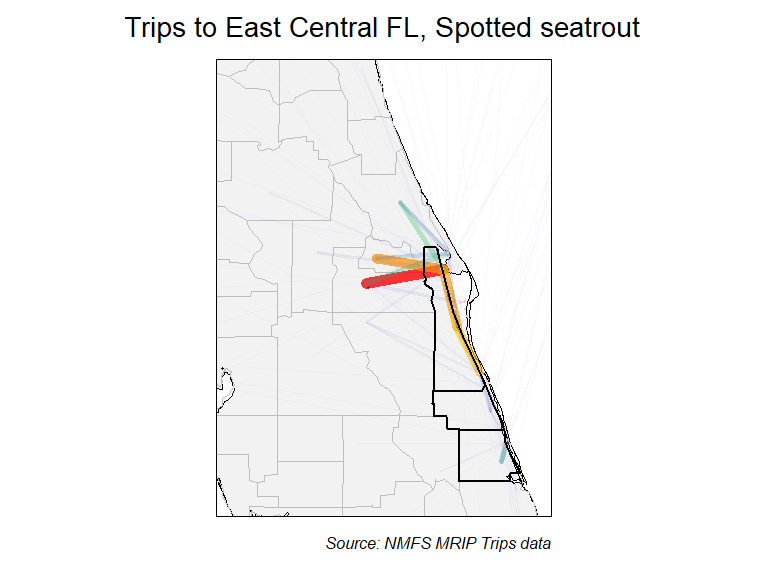 Trips to East Central FL, Spotted seatrout
Source: NMFS MRIP Trips data